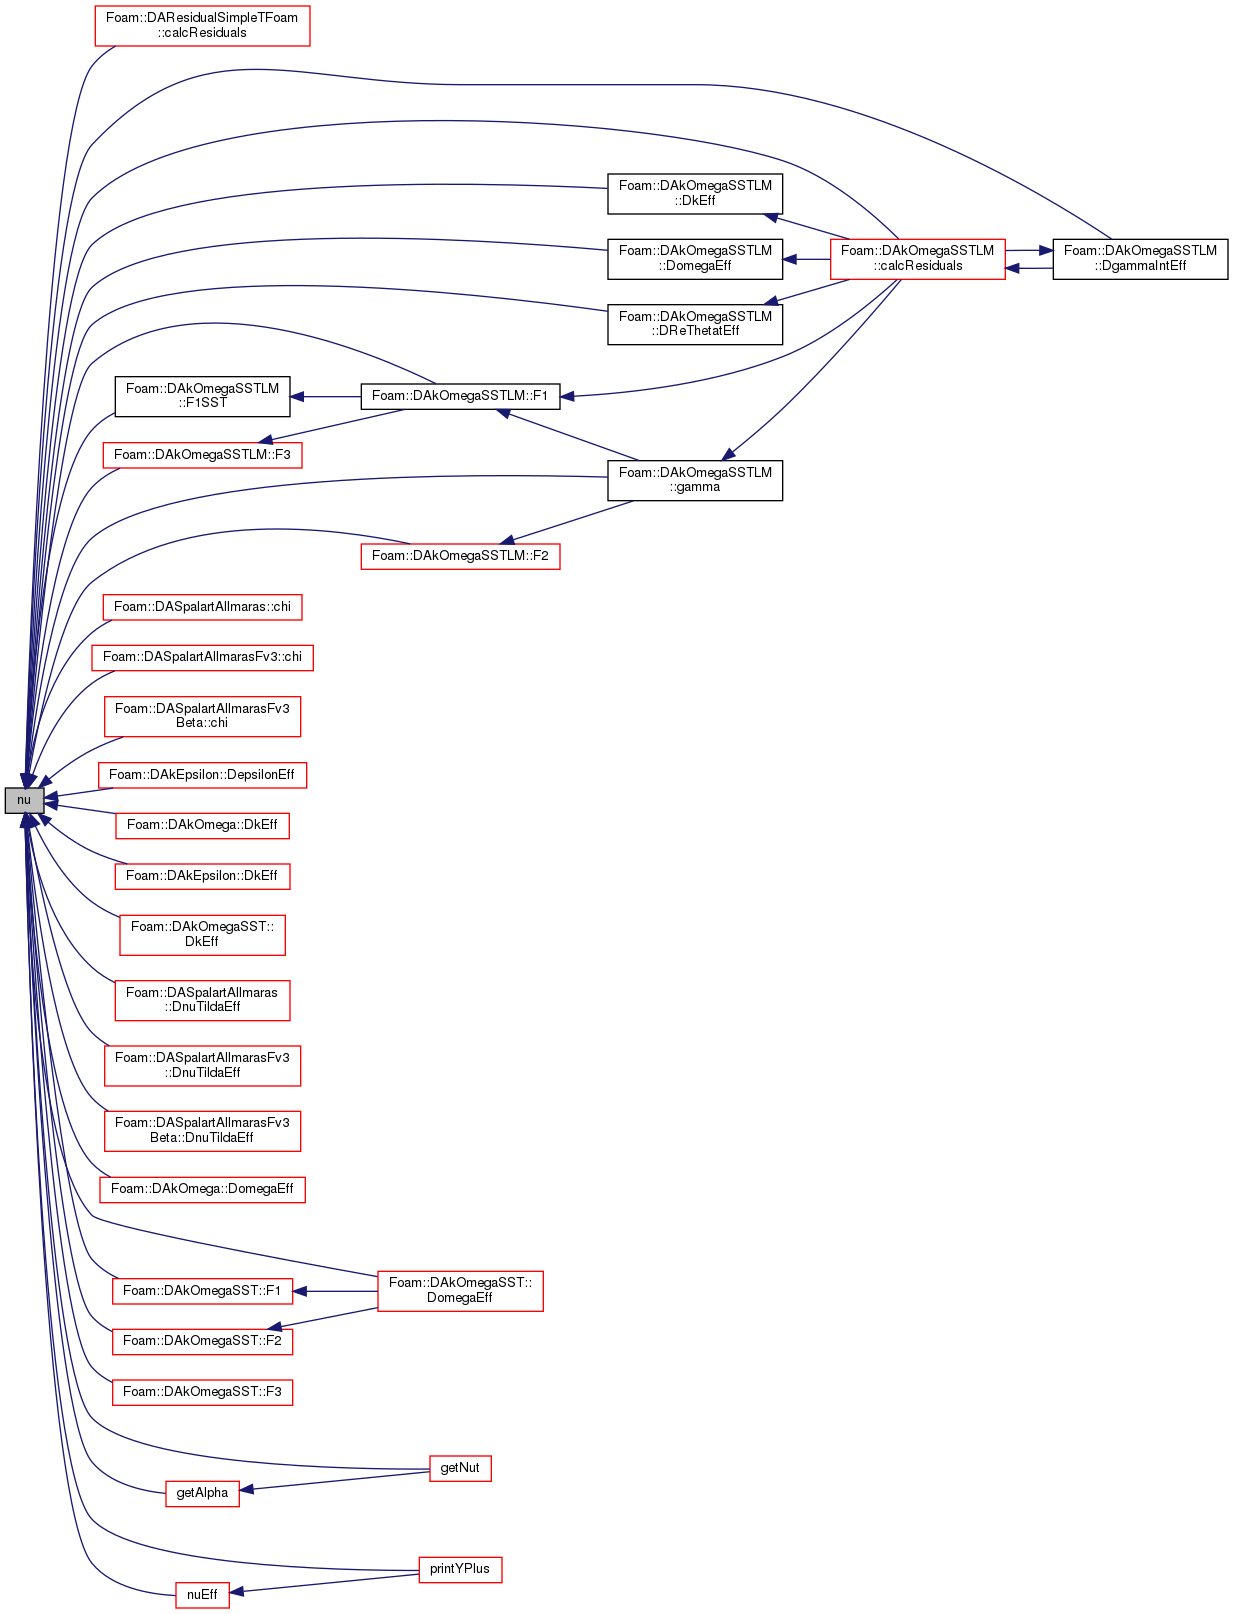 Foam::DAResidualSimpleTFoam
::calcResiduals
Foam::DAkOmegaSSTLM
::DkEff
Foam::DAkOmegaSSTLM
::DomegaEff
Foam::DAkOmegaSSTLM
::calcResiduals
Foam::DAkOmegaSSTLM
::DgammaIntEff
Foam::DAkOmegaSSTLM
::DReThetatEff
Foam::DAkOmegaSSTLM
::F1SST
Foam::DAkOmegaSSTLM::F1
Foam::DAkOmegaSSTLM::F3
Foam::DAkOmegaSSTLM
::gamma
Foam::DAkOmegaSSTLM::F2
Foam::DASpalartAllmaras::chi
Foam::DASpalartAllmarasFv3::chi
Foam::DASpalartAllmarasFv3
Beta::chi
Foam::DAkEpsilon::DepsilonEff
nu
Foam::DAkOmega::DkEff
Foam::DAkEpsilon::DkEff
Foam::DAkOmegaSST::
DkEff
Foam::DASpalartAllmaras
::DnuTildaEff
Foam::DASpalartAllmarasFv3
::DnuTildaEff
Foam::DASpalartAllmarasFv3
Beta::DnuTildaEff
Foam::DAkOmega::DomegaEff
Foam::DAkOmegaSST::F1
Foam::DAkOmegaSST::
DomegaEff
Foam::DAkOmegaSST::F2
Foam::DAkOmegaSST::F3
getNut
getAlpha
printYPlus
nuEff